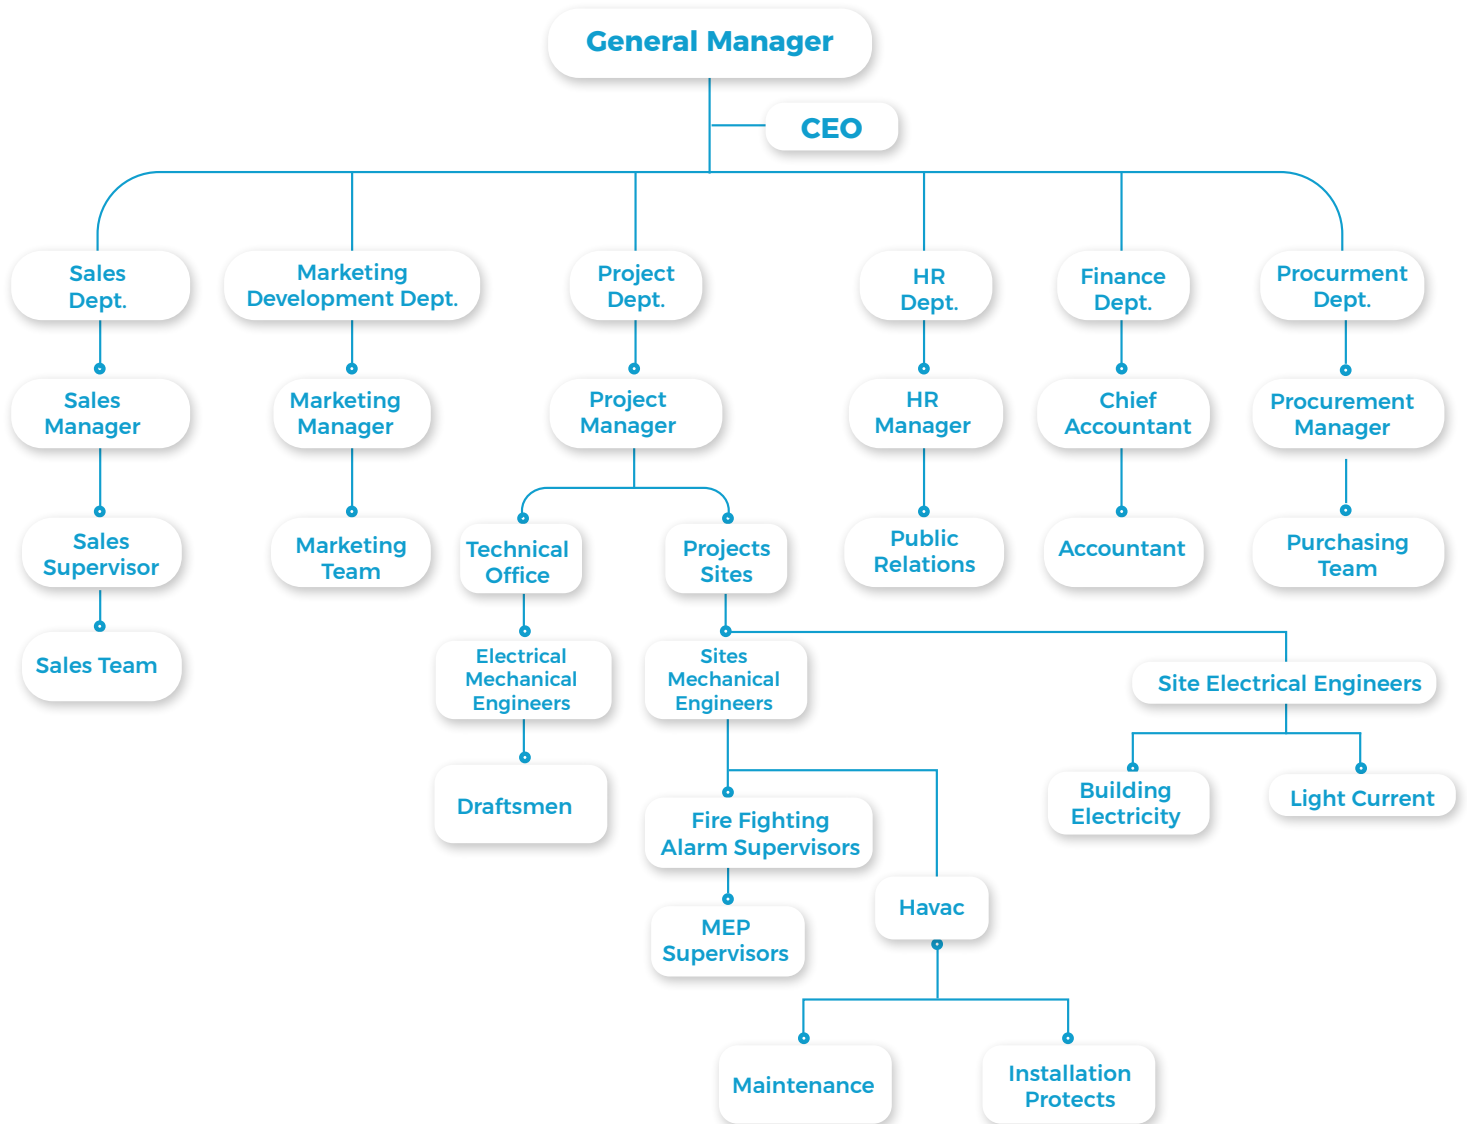 General Manager
CEO
Sales
Dept.
Marketing
Development Dept.
Project
Dept.
HR
Dept.
Finance
Dept.
Procurment
Dept.
Sales
Manager
Marketing
Manager
Project
Manager
HR
Manager
Chief
Accountant
Procurement
Manager
Sales
Supervisor
Marketing
Team
Technical
Office
Projects
Sites
Public
Relations
Accountant
Purchasing
Team
Sales Team
Electrical
Mechanical
Engineers
Sites
Mechanical
Engineers
Site Electrical Engineers
Draftsmen
Fire Fighting
Alarm Supervisors
Building
Electricity
Light Current
MEP
Supervisors
Havac
Maintenance
Installation
Protects